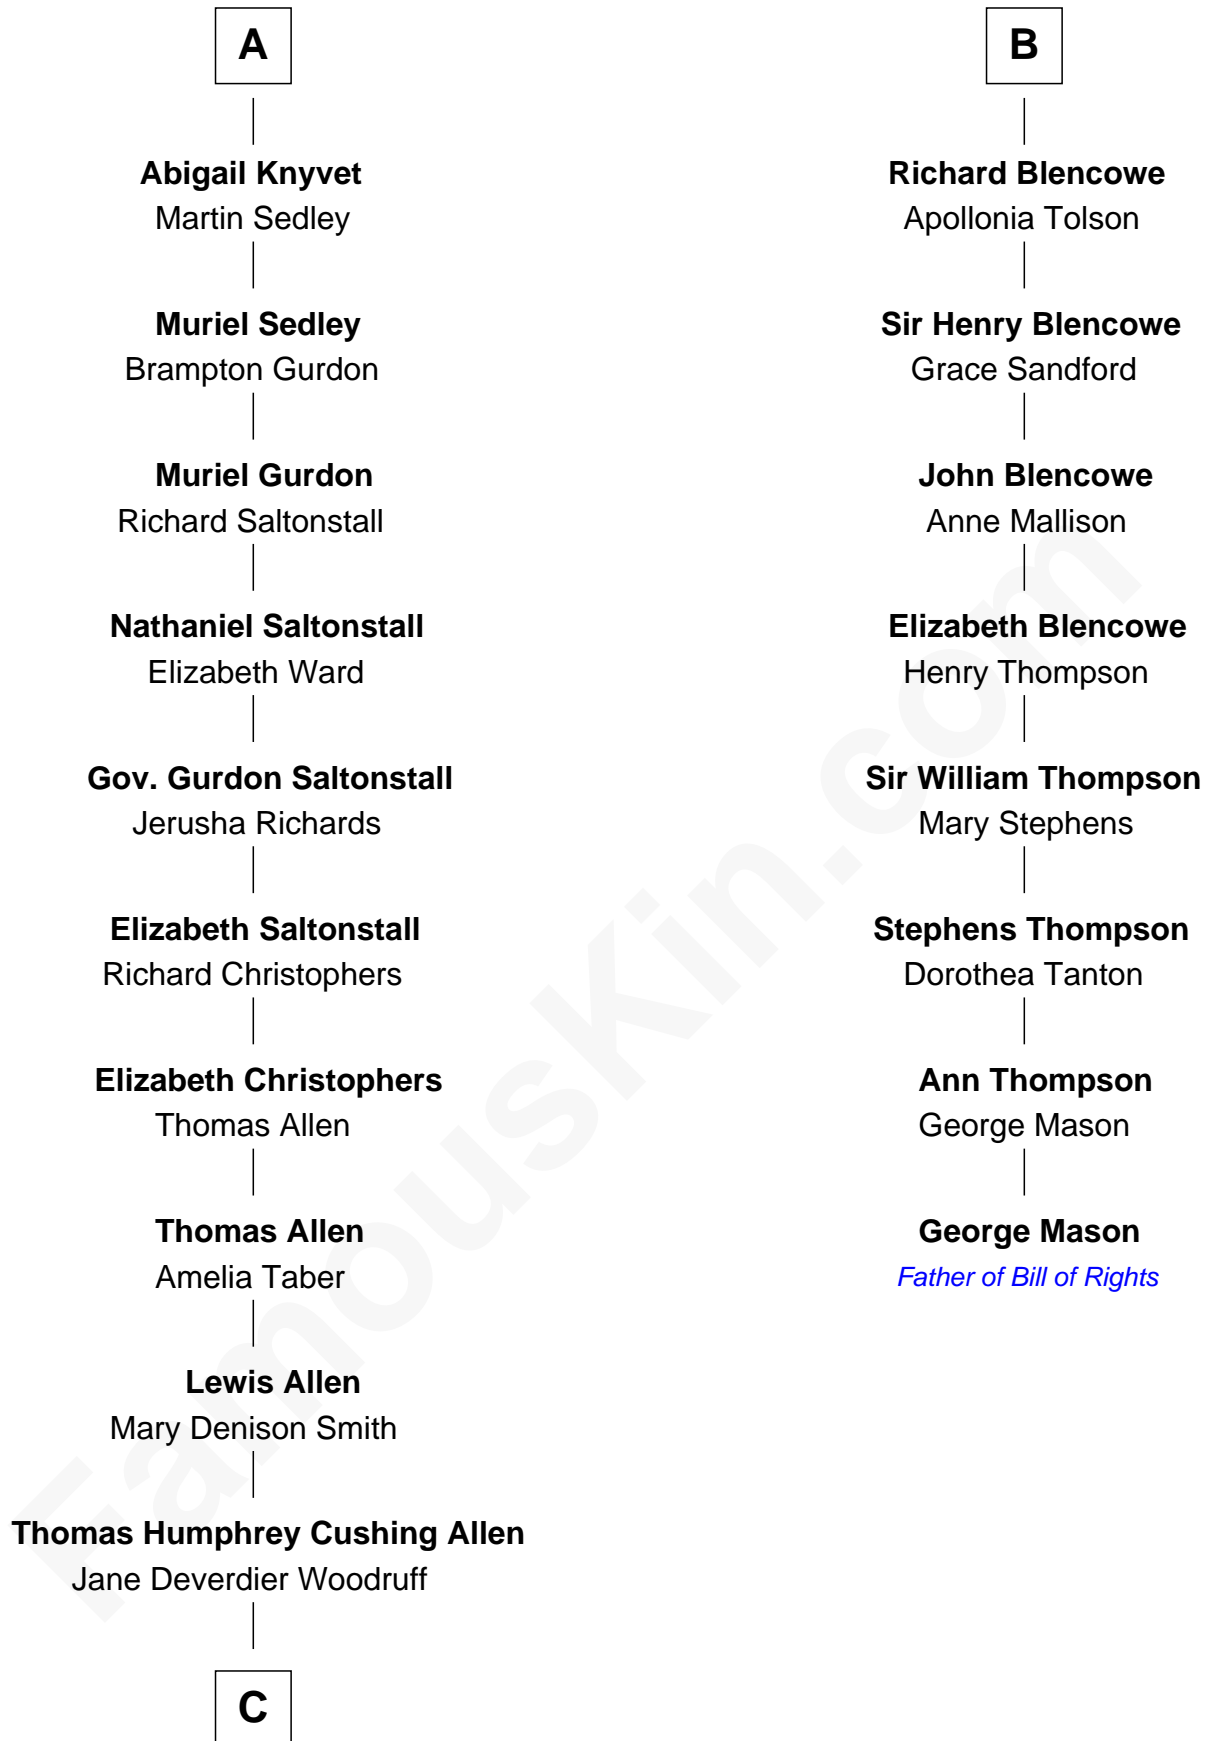 A
Abigail Knyvet
Martin Sedley
Muriel Sedley
Brampton Gurdon
Muriel Gurdon
Richard Saltonstall
Nathaniel Saltonstall
Elizabeth Ward
Gov. Gurdon Saltonstall
Jerusha Richards
Elizabeth Saltonstall
Richard Christophers
Elizabeth Christophers
Thomas Allen
Thomas Allen
Amelia Taber
Lewis Allen
Mary Denison Smith
Thomas Humphrey Cushing Allen
Jane Deverdier Woodruff
C
B
Richard Blencowe
Apollonia Tolson
Sir Henry Blencowe
Grace Sandford
John Blencowe
Anne Mallison
Elizabeth Blencowe
Henry Thompson
Sir William Thompson
Mary Stephens
Stephens Thompson
Dorothea Tanton
Ann Thompson
George Mason
George Mason
Father of Bill of Rights
FamousKin.com